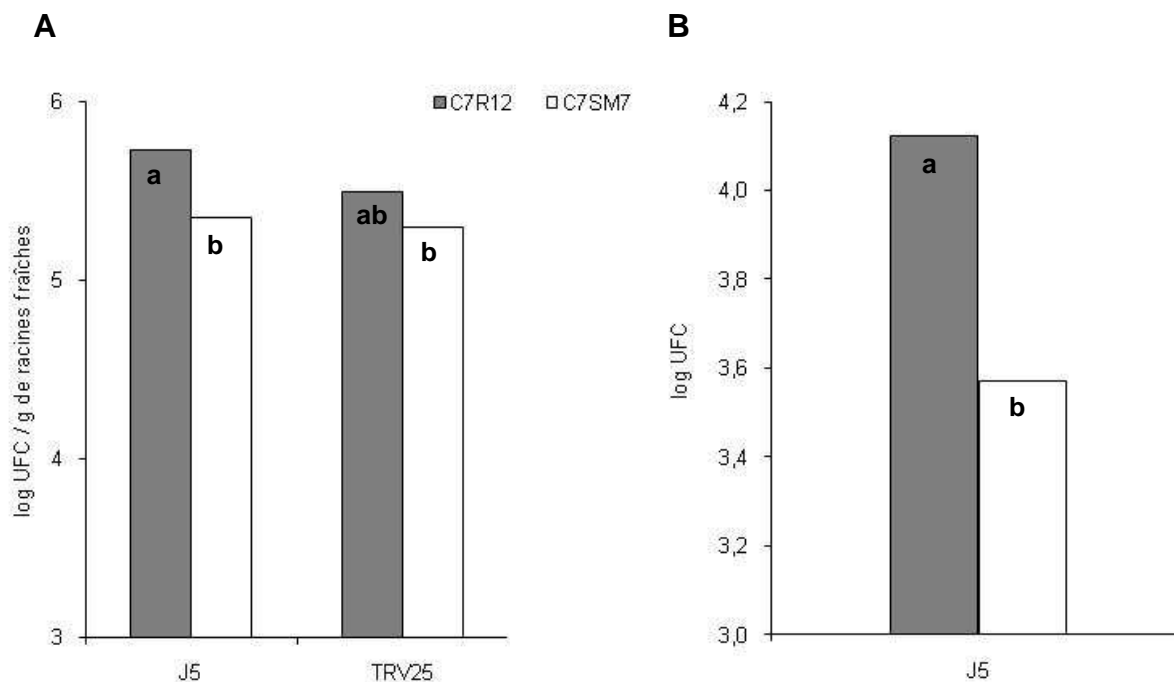 A
B
C7R12 C7SM7
log UFC / g de racines fraîches
6
5
4
3
a
b
ab
b
J5
TRV25
log UFC
4,2
4,0
3,8
3,6
3,4
3,2
3,0
a
b
J5